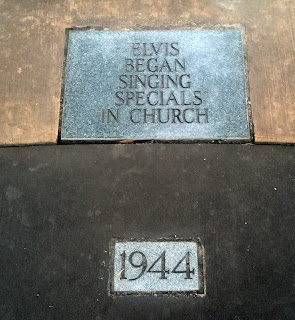 ELVIS
BEGAN
SINGING
SPECIALS
IN CHURCH
1944